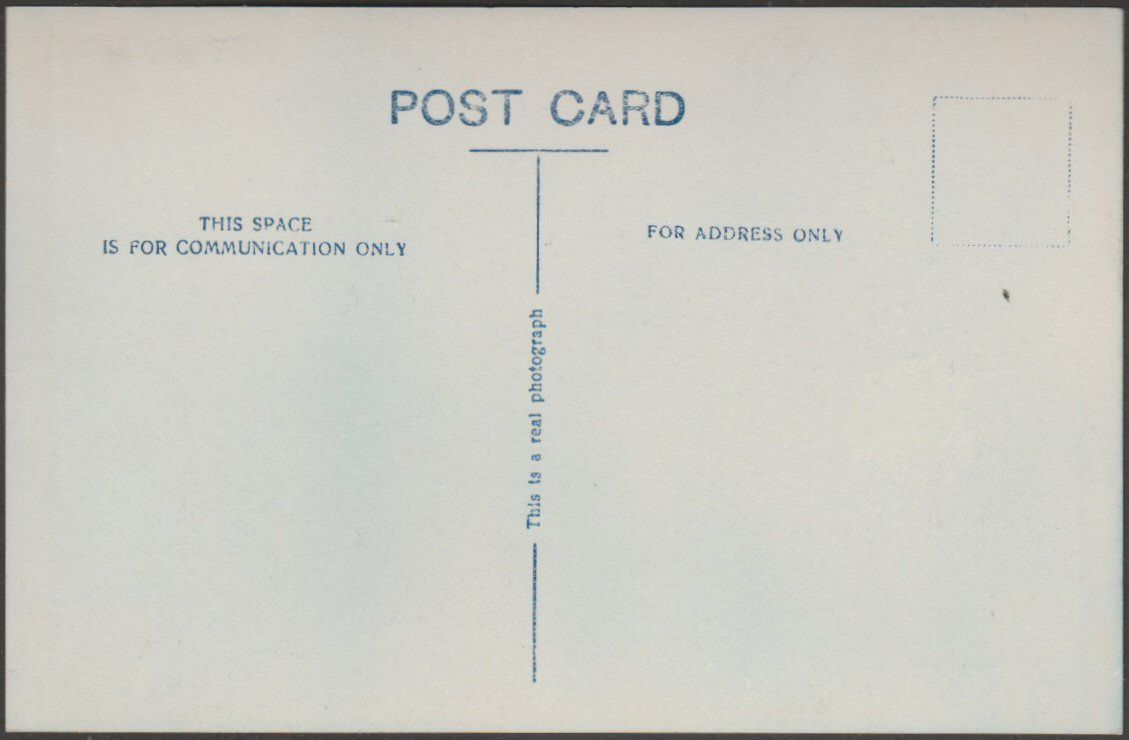 POST CARD
THIS SPACE
IS FOR COMMUNICATION ONLY
FOR ADDRESS ONLY
This is a real photograph